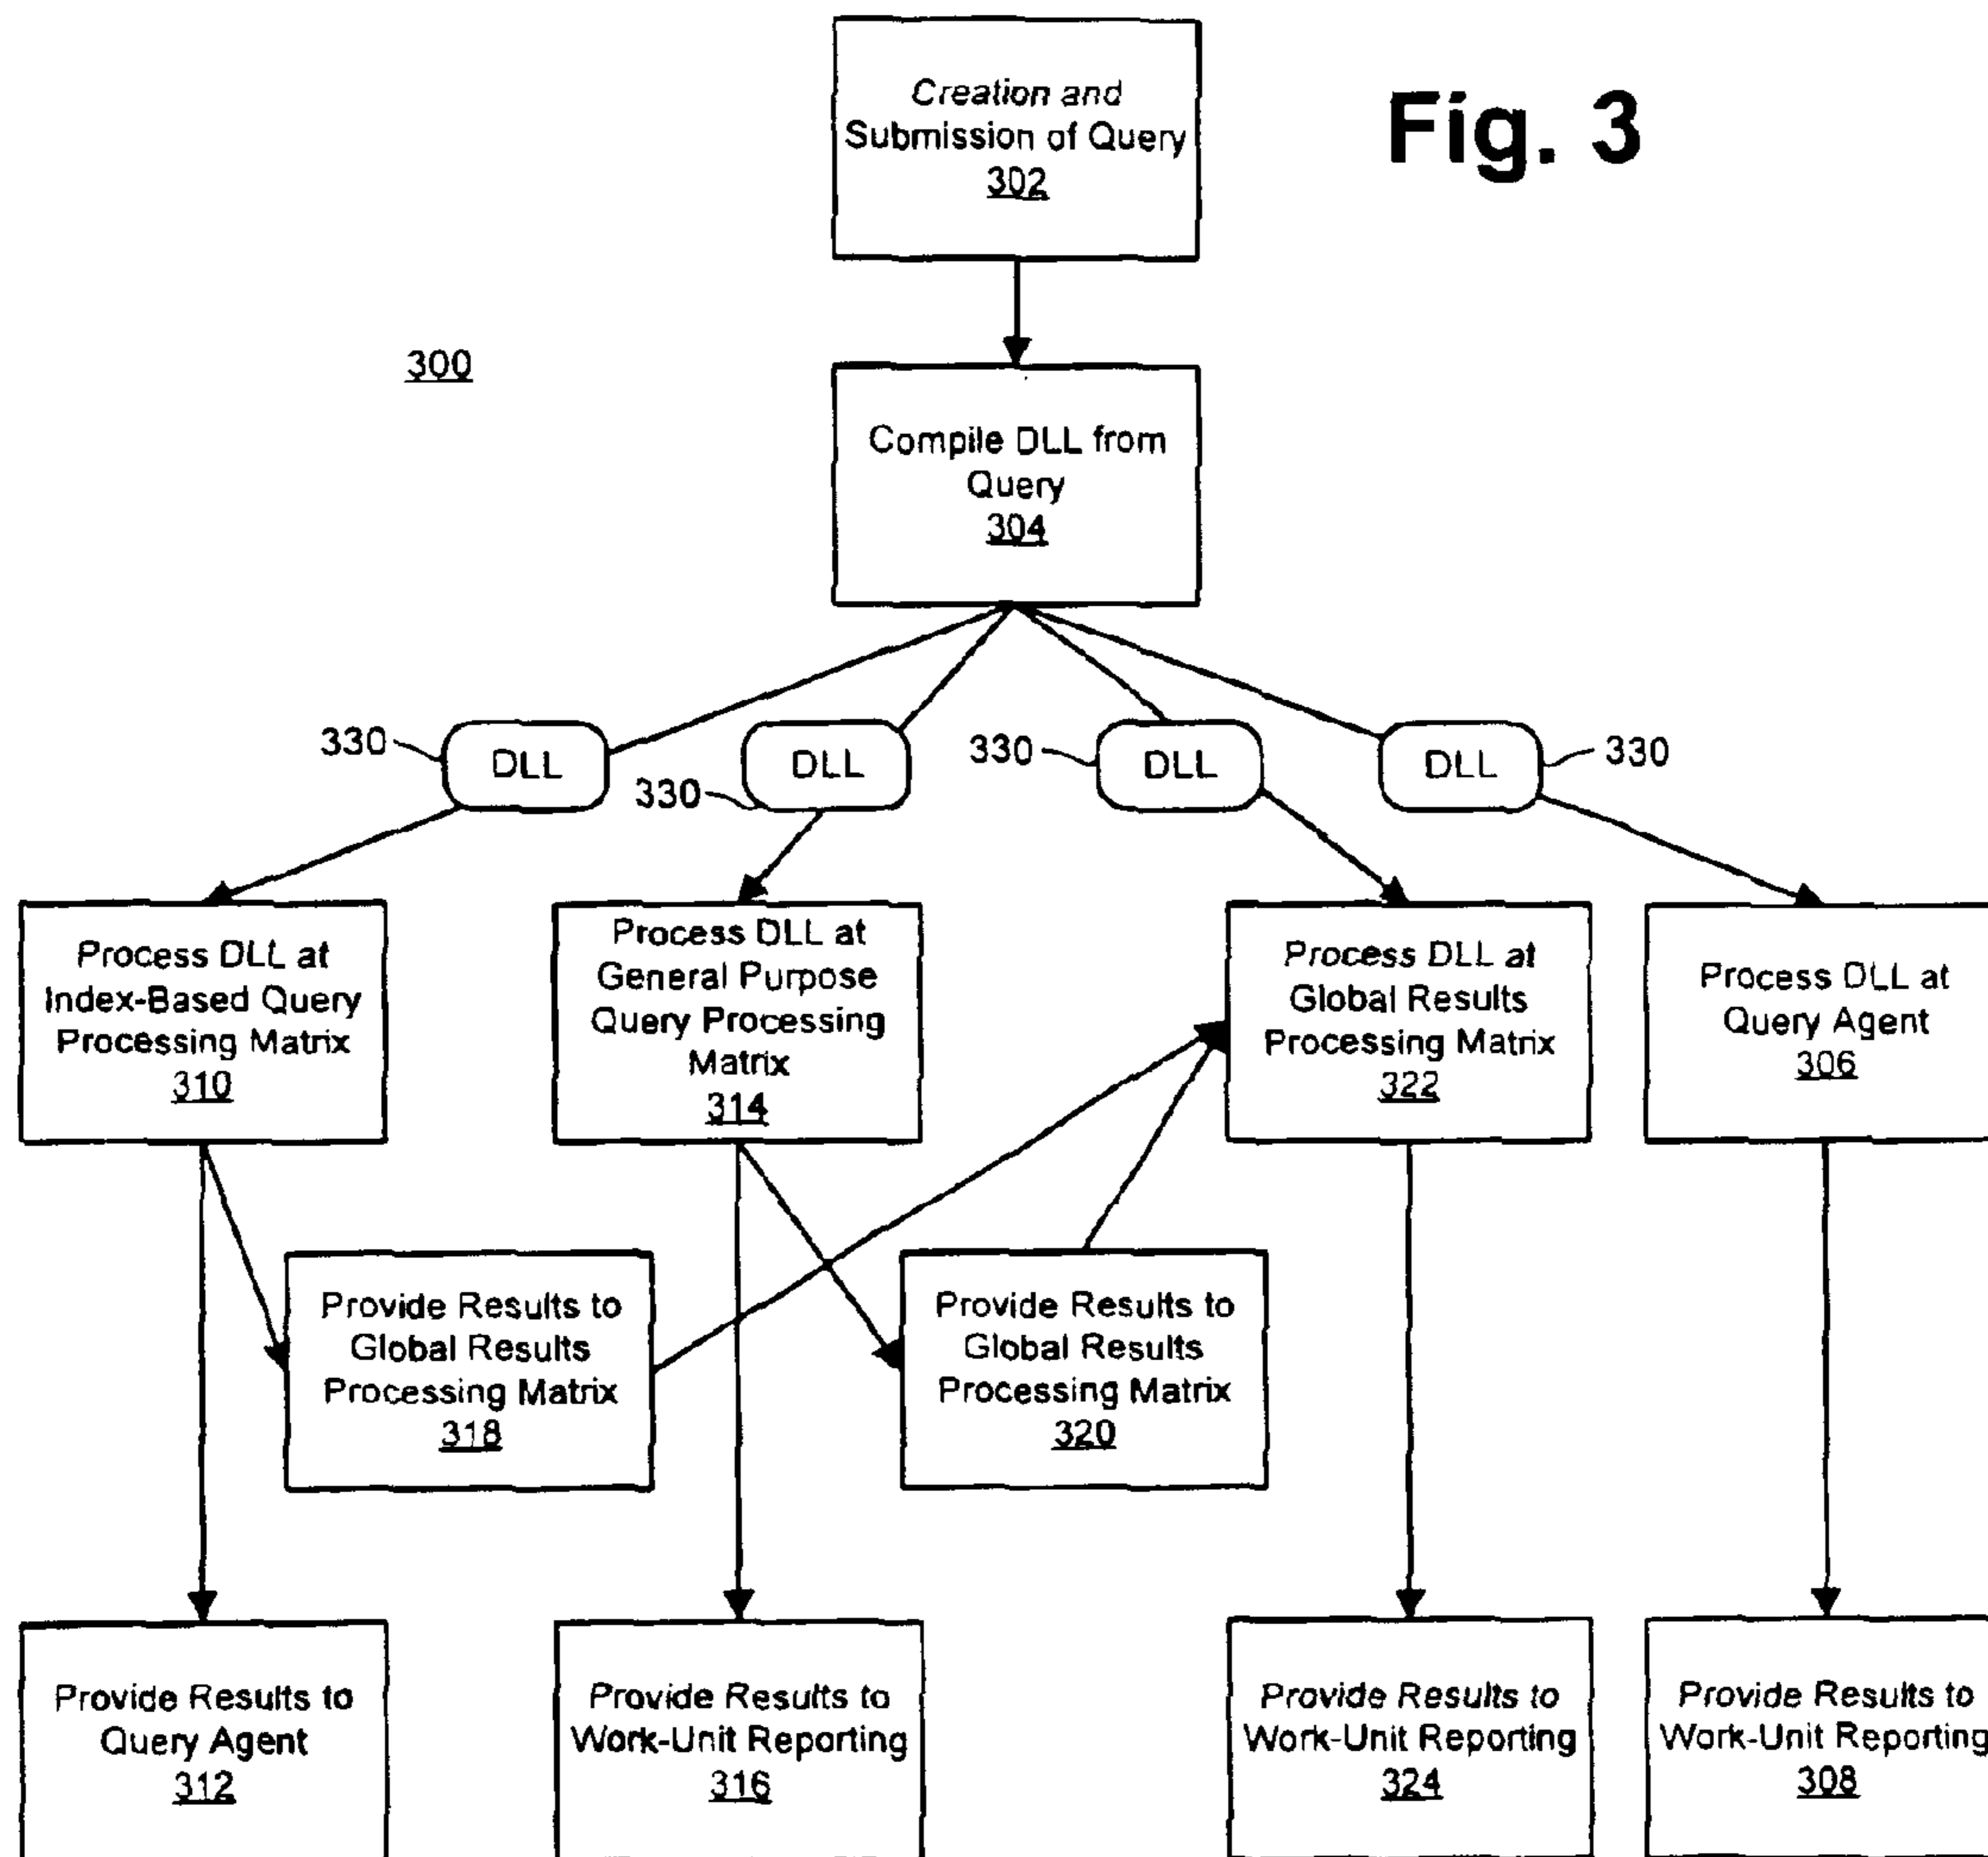 Creation and
Submission of Query
302
Fig. 3
300
Compile DLL from
Query
304
330
DLL
330
DLL
330
DLL
DLL
330
Process DLL at
Index-Based Query
Processing Matrix
310
Process DLL at
General Purpose
Query Processing
Matrix
314
Process DLL at
Global Results
Processing Matrix
322
Process DLL at
Query Agent
306
Provide Results to
Global Results
Processing Matrix
318
Provide Results to
Global Results
Processing Matrix
320
Provide Results to
Query Agent
312
Provide Results to
Work-Unit Reporting
316
Provide Results to
Work-Unit Reporting
324
Provide Results to
Work-Unit Reporting
308